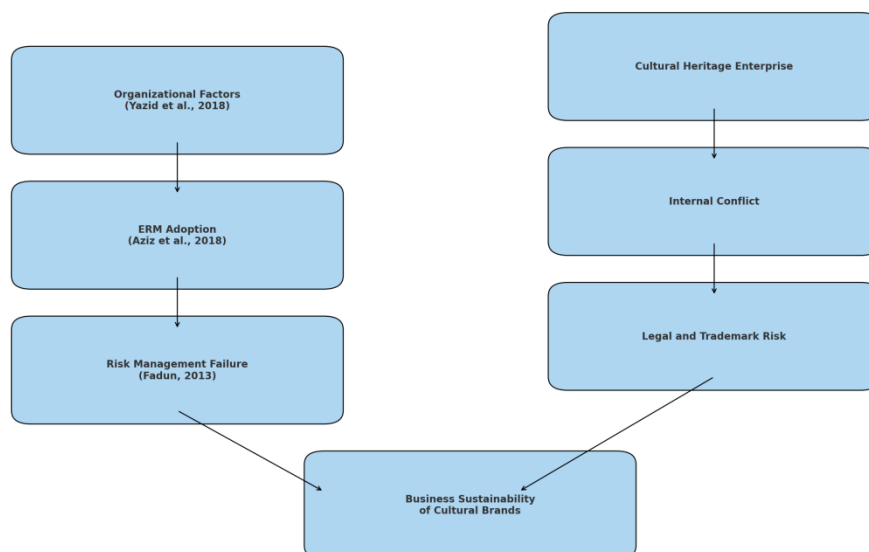 Organizational Factors
(Yazid et al., 2018)
ERM Adoption
(Aziz et al., 2018)
Risk Management Failure
(Fadun, 2013)
Cultural Heritage Enterprise
Internal Conflict
Legal and Trademark Risk
Business Sustainability
of Cultural Brands